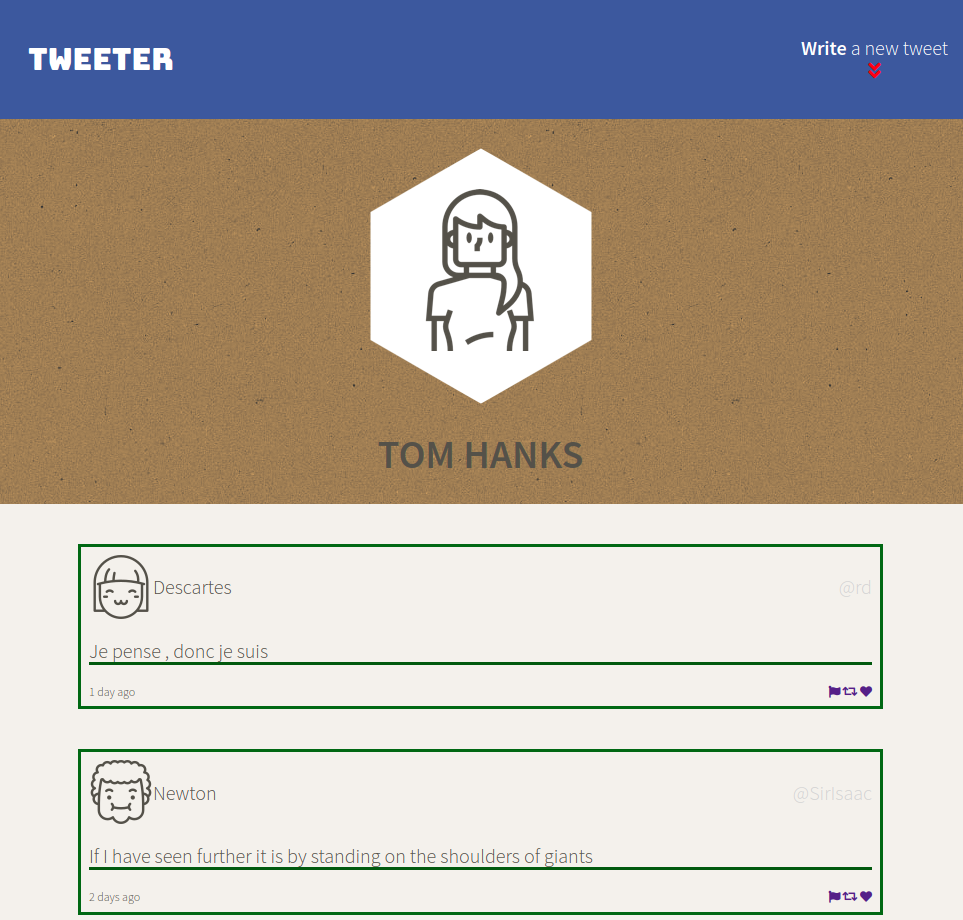 TWEETER
Write a new tweet
TOM HANKS
Descartes
@rd
Je pense , donc je suis
1 day ago
Newton
@SirIsaac
If I have seen further it is by standing on the shoulders of giants
2 days ago